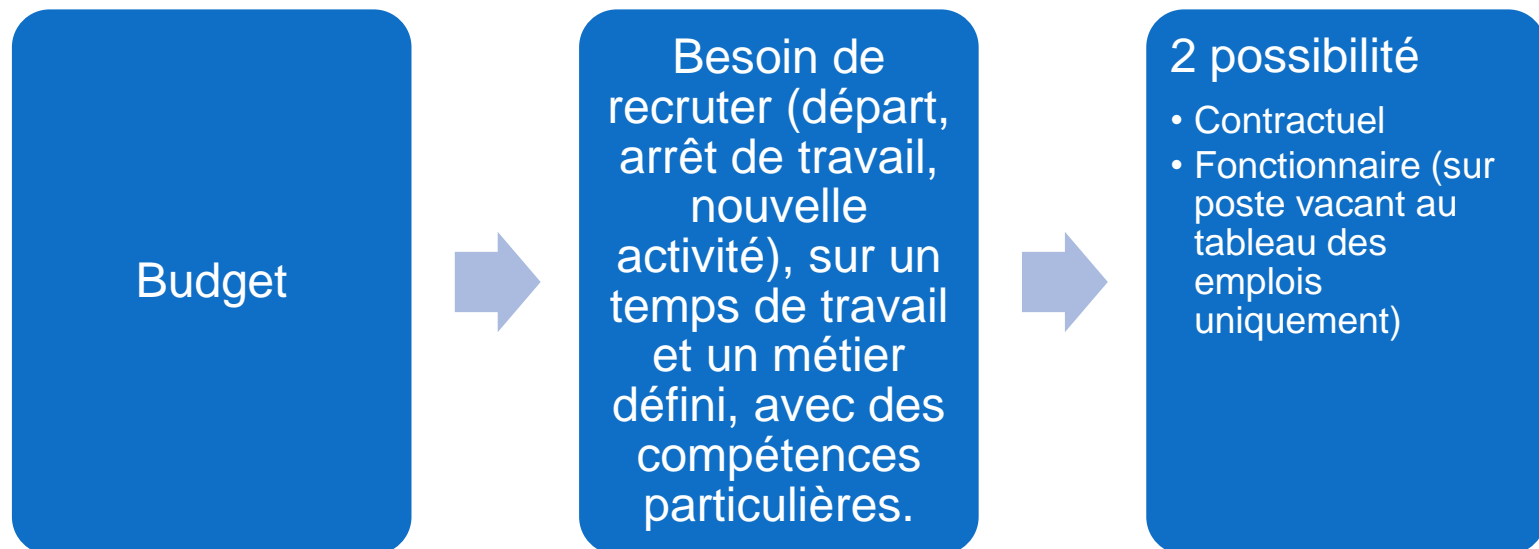 Budget
Besoin de
recruter (départ,
arrêt de travail,
nouvelle
activité), sur un
temps de travail
et un métier
défini, avec des
compétences
particulières.
2 possibilité
• Contractuel
• Fonctionnaire (sur
poste vacant au
tableau des
emplois
uniquement)